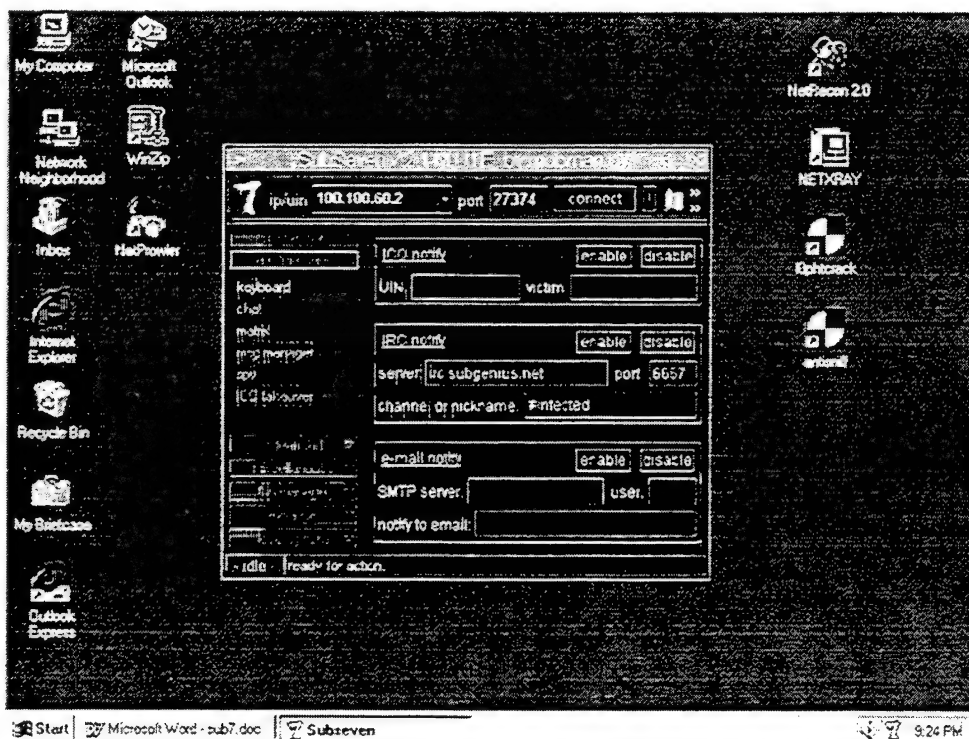 My Computer
Microsoft
Outlook
Network
Neighborhood
WinZip
Inbox
NetProwler
Internet
Explorer
Recycle Bin
My Briefcase
Outlook
Express
NetRecon 2.0
NETXRAY
l0phtcrack
ip/uin 100.100.60.2 port 27374 connect
keyboard
chat
matrix
msg manager
spy
ICQ takeover
ICQ notify enable disable
UIN: victim:
IRC notify enable disable
server: irc.subgenius.net port: 6667
channel or nickname: #infected
e-mail notify enable disable
SMTP server: user:
notify to email:
- idle - ready for action.
Start Microsoft Word - sub7.doc Subseven 9:24 PM